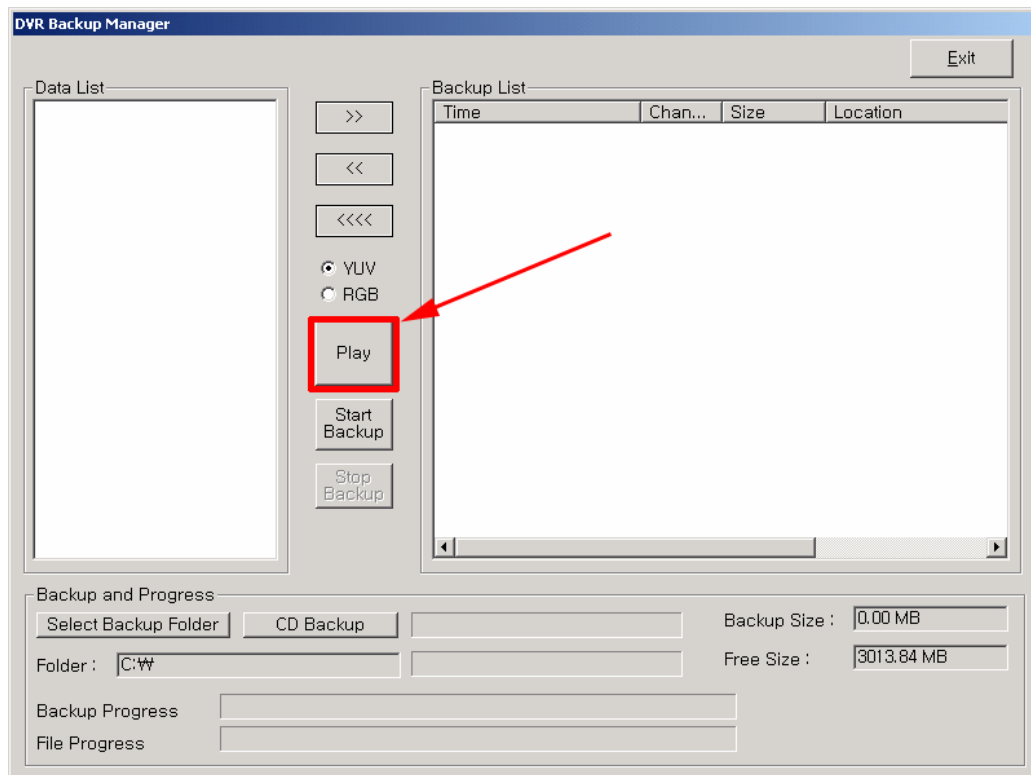 DVR Backup Manager
Exit
Data List
Backup List
>>
Time Chan... Size Location
<<
<<<<
YUV
RGB
Play
Start
Backup
Stop
Backup
Backup and Progress
Select Backup Folder CD Backup Backup Size : 0.00 MB
Folder : C:₩ Free Size : 3013.84 MB
Backup Progress
File Progress